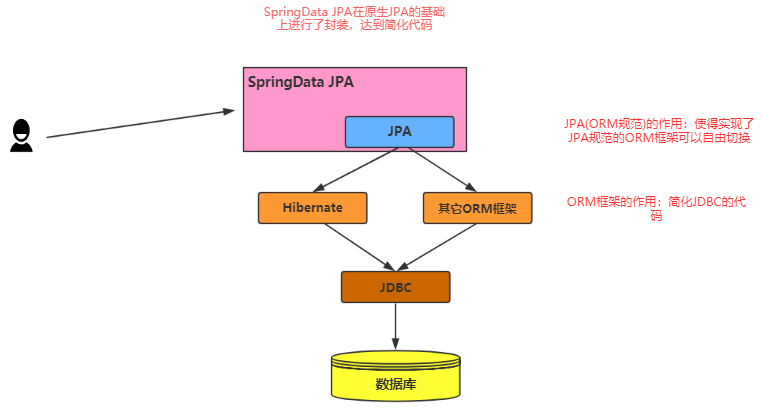 SpringData JPA在原生JPA的基础
上进行了封装，达到简化代码
SpringData JPA
JPA
JPA(ORM规范)的作用：使得实现了
JPA规范的ORM框架可以自由切换
Hibernate
其它ORM框架
ORM框架的作用：简化JDBC的代
码
JDBC
数据库